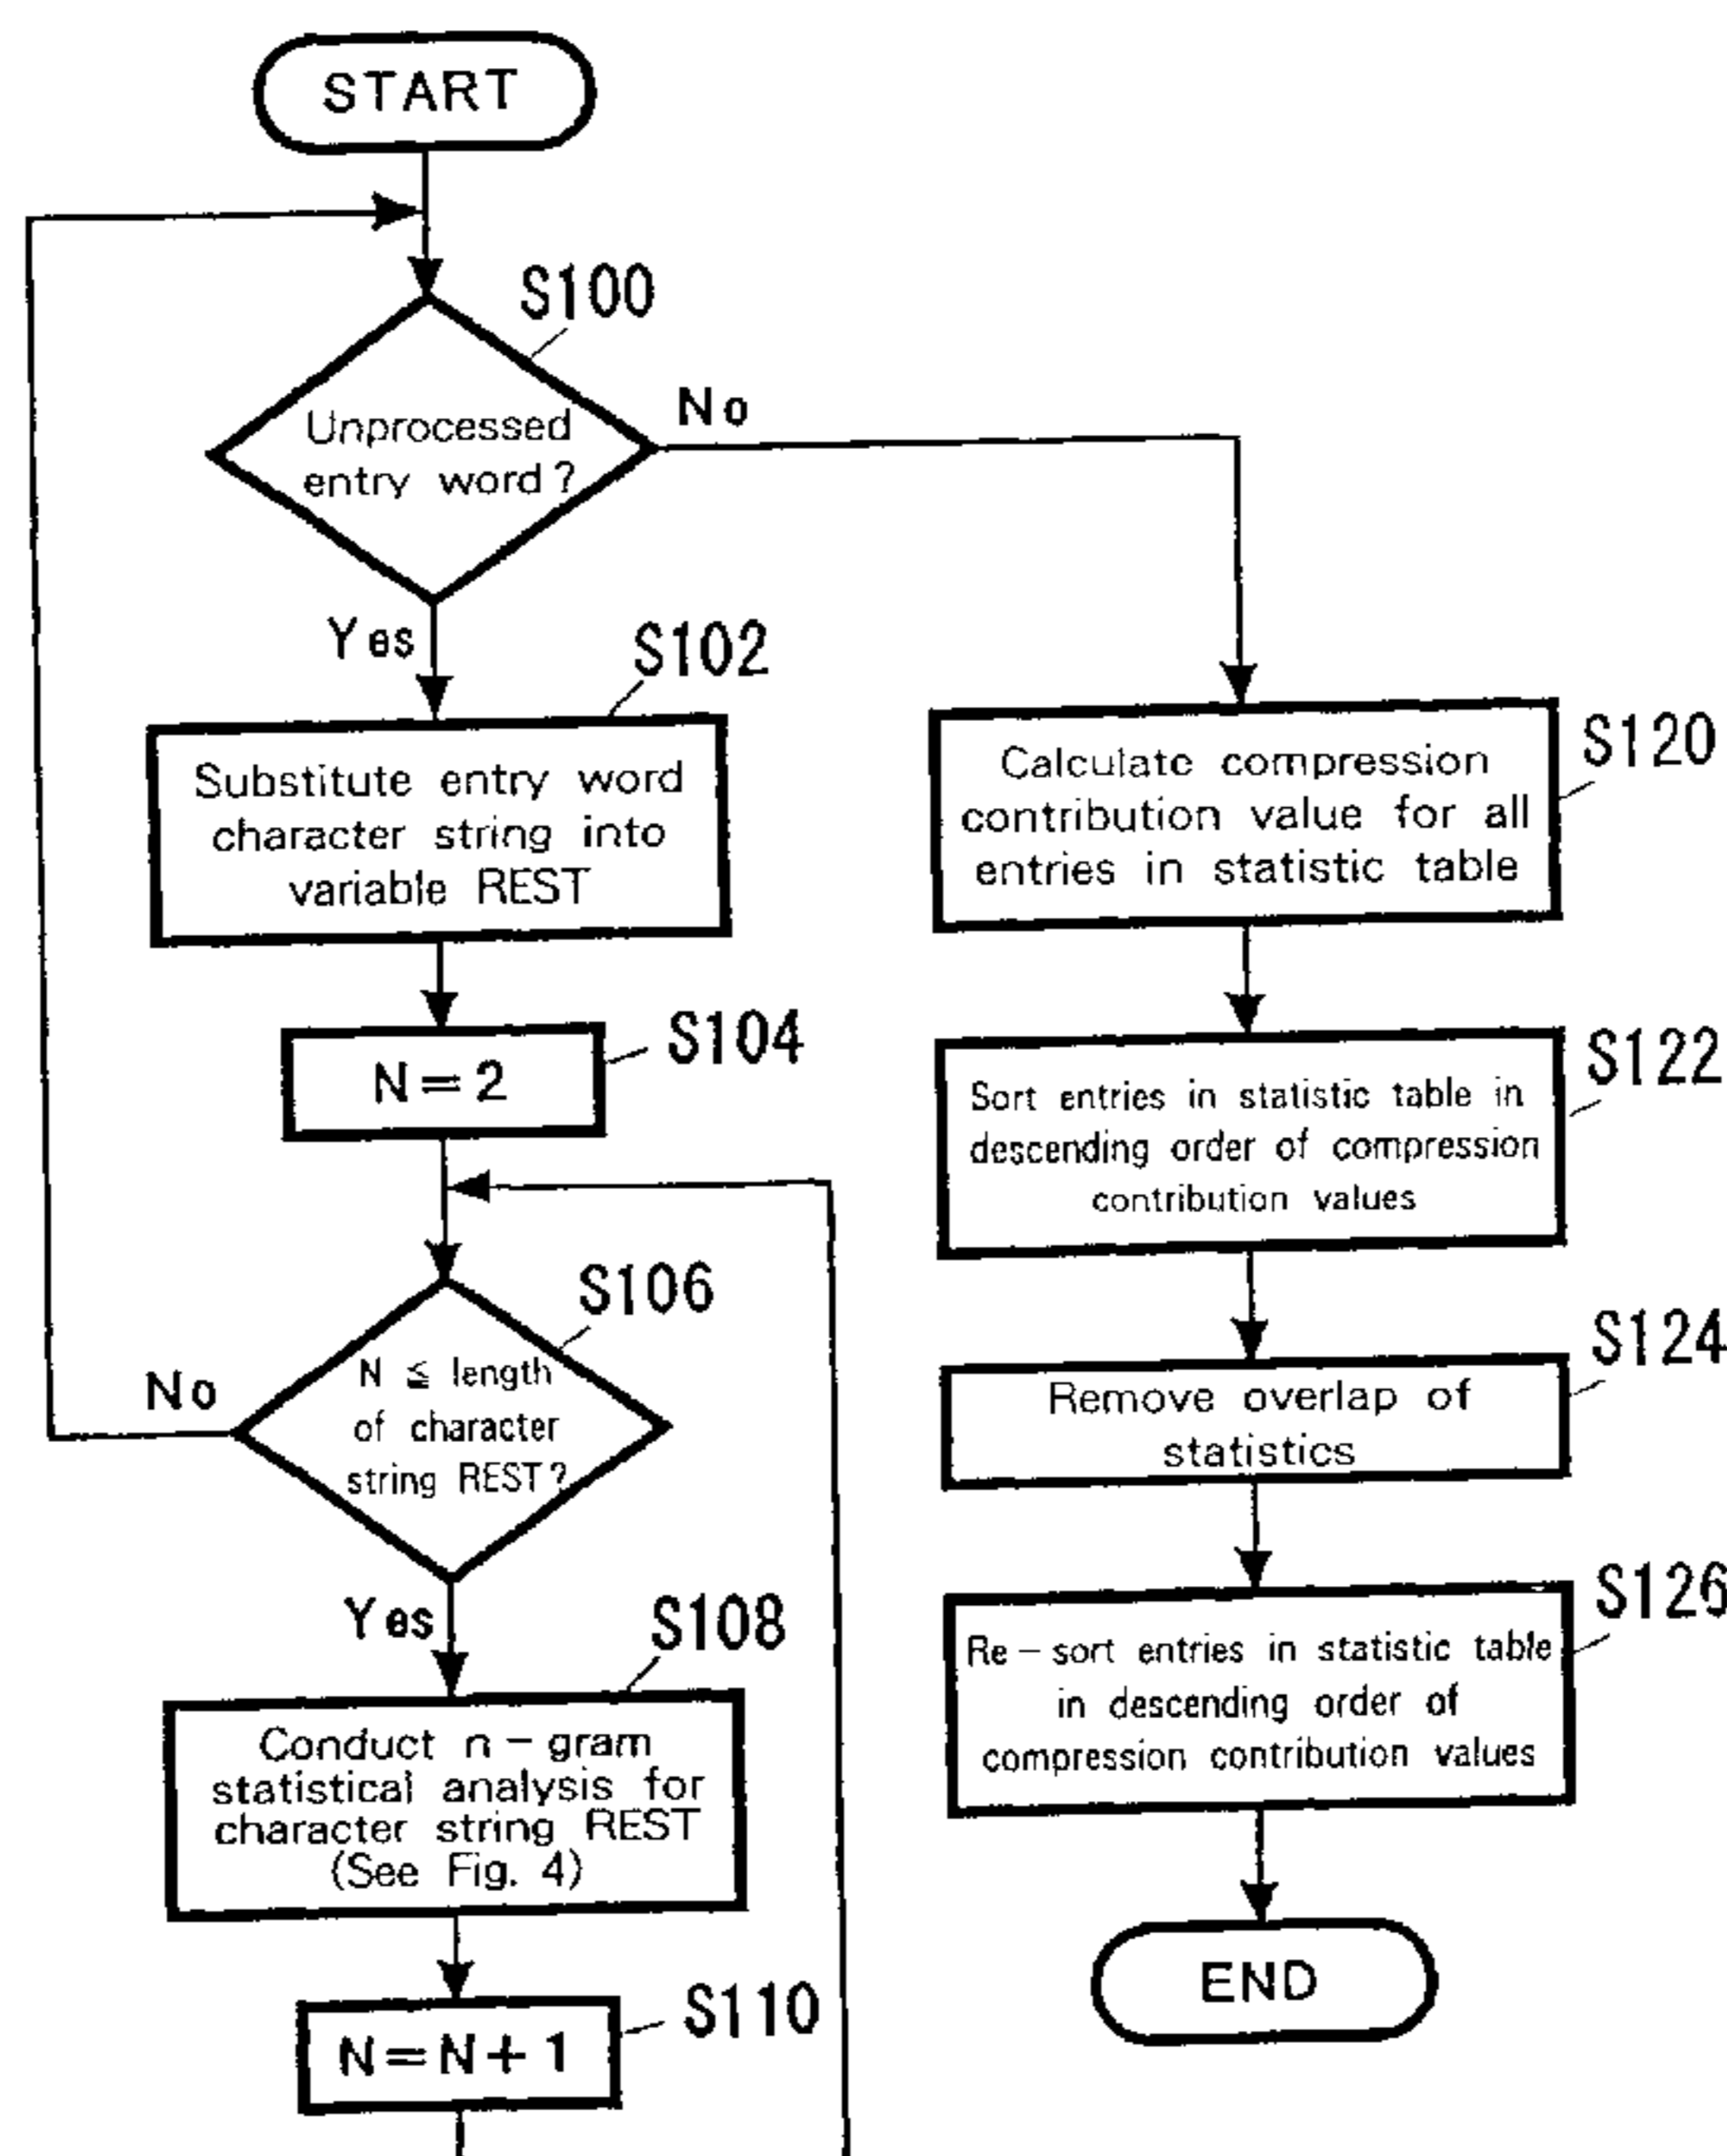 START
S100
Unprocessed
entry word?
No
Yes
S102
Substitute entry word
character string into
variable REST
S104
N=2
S106
N ≦ length
of character
string REST?
No
Yes
S108
Conduct n-gram
statistical analysis for
character string REST
(See Fig. 4)
S110
N=N+1
S120
Calculate compression
contribution value for all
entries in statistic table
S122
Sort entries in statistic table in
descending order of compression
contribution values
S124
Remove overlap of
statistics
S126
Re-sort entries in statistic table
in descending order of
compression contribution values
END